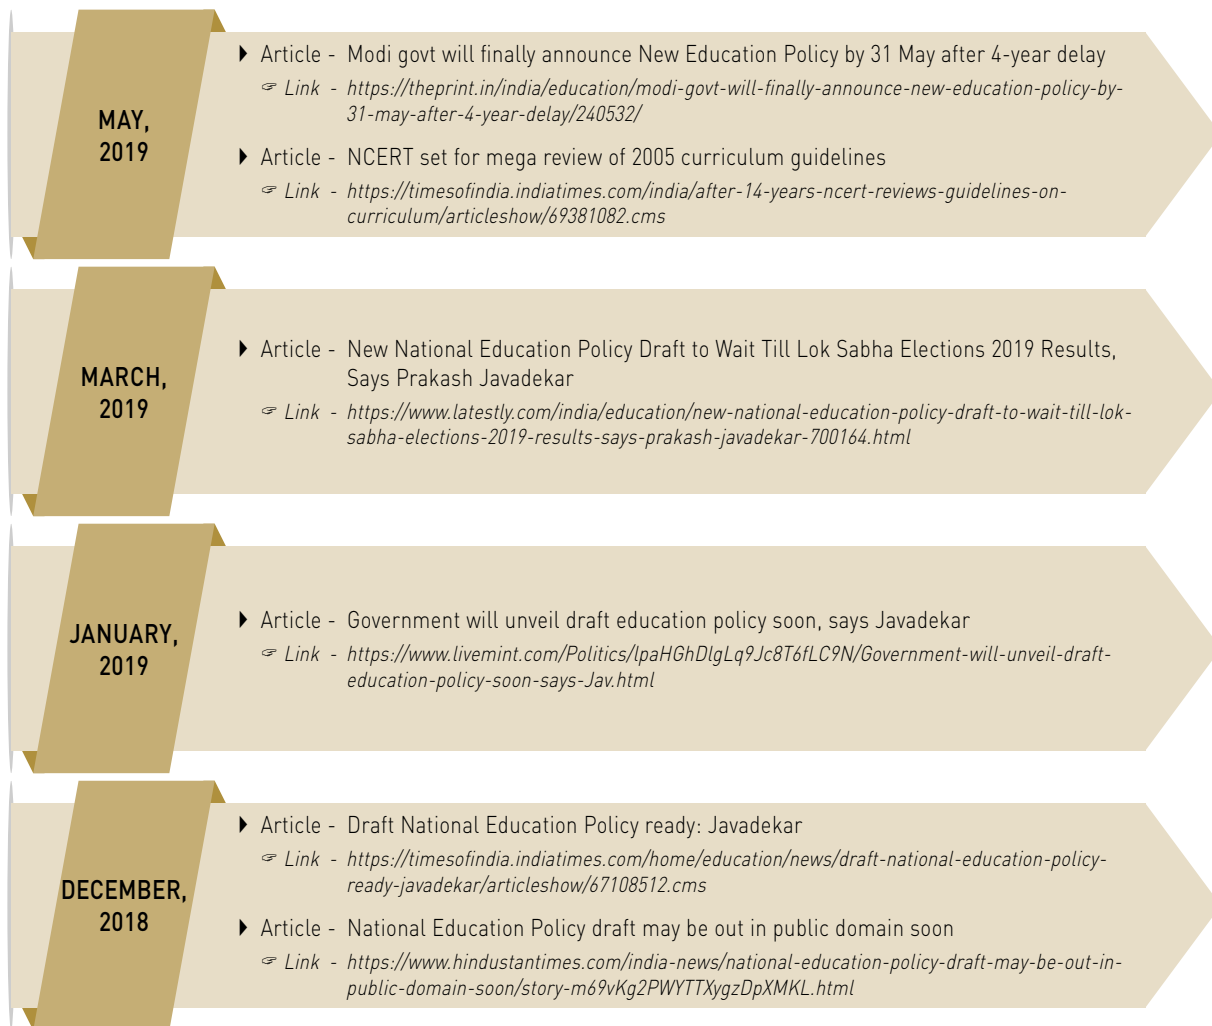 MAY,
2019
Article - Modi govt will finally announce New Education Policy by 31 May after 4-year delay
Link - https://theprint.in/india/education/modi-govt-will-finally-announce-new-education-policy-by-
31-may-after-4-year-delay/240532/
Article - NCERT set for mega review of 2005 curriculum guidelines
Link - https://timesofindia.indiatimes.com/india/after-14-years-ncert-reviews-guidelines-on-
curriculum/articleshow/69381082.cms
MARCH,
2019
Article - New National Education Policy Draft to Wait Till Lok Sabha Elections 2019 Results,
Says Prakash Javadekar
Link - https://www.latestly.com/india/education/new-national-education-policy-draft-to-wait-till-lok-
sabha-elections-2019-results-says-prakash-javadekar-700164.html
JANUARY,
2019
Article - Government will unveil draft education policy soon, says Javadekar
Link - https://www.livemint.com/Politics/lpaHGhDlgLq9Jc8T6fLC9N/Government-will-unveil-draft-
education-policy-soon-says-Jav.html
DECEMBER,
2018
Article - Draft National Education Policy ready: Javadekar
Link - https://timesofindia.indiatimes.com/home/education/news/draft-national-education-policy-
ready-javadekar/articleshow/67108512.cms
Article - National Education Policy draft may be out in public domain soon
Link - https://www.hindustantimes.com/india-news/national-education-policy-draft-may-be-out-in-
public-domain-soon/story-m69vKg2PWYTTXygzDpXMKL.html